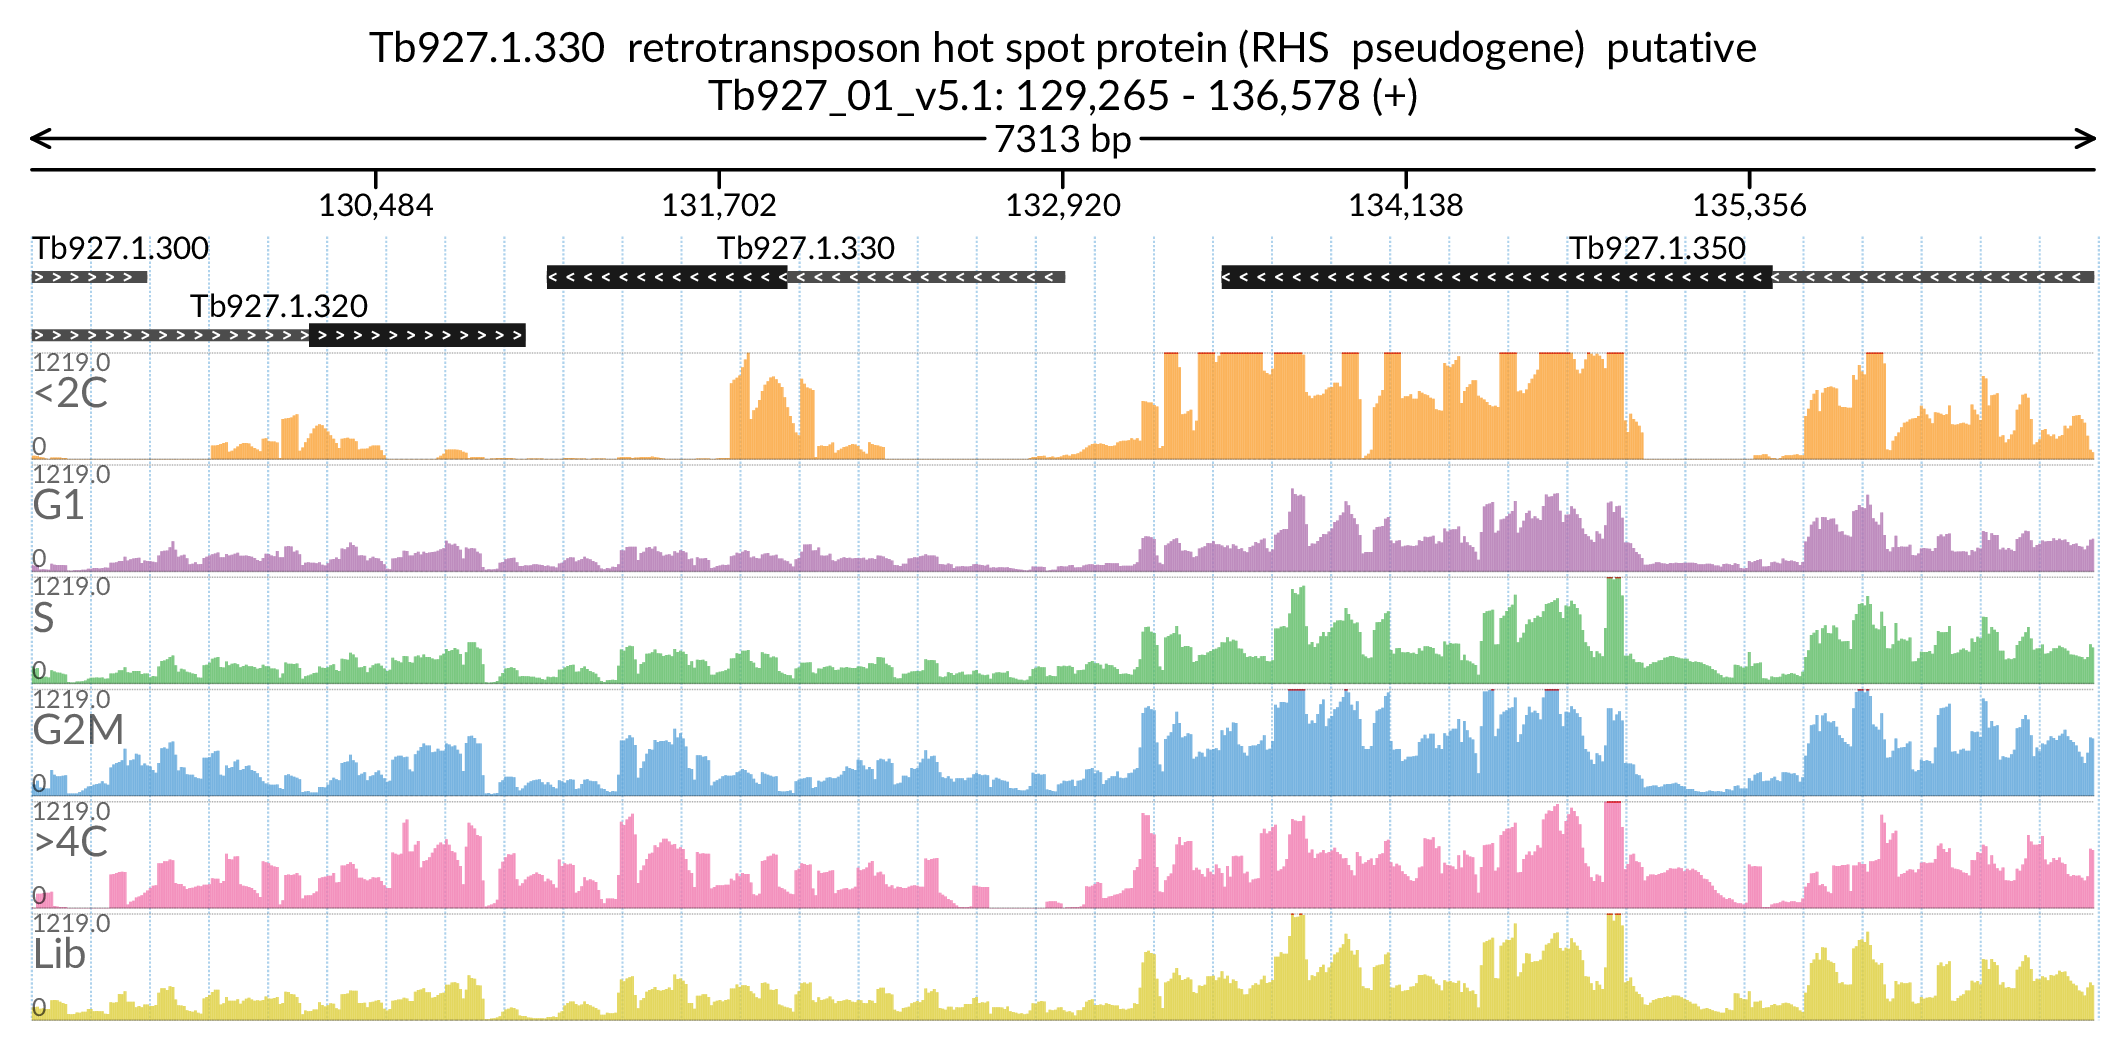 Tb927.1.330 retrotransposon hot spot protein (RHS pseudogene) putative
Tb927_01_v5.1: 129,265 - 136,578 (+)
7313 bp
130,484 131,702 132,920 134,138 135,356
Tb927.1.300 Tb927.1.330 Tb927.1.350
Tb927.1.320
1219.0
<2C
0
1219.0
G1
0
1219.0
S
0
1219.0
G2M
0
1219.0
>4C
0
1219.0
Lib
0